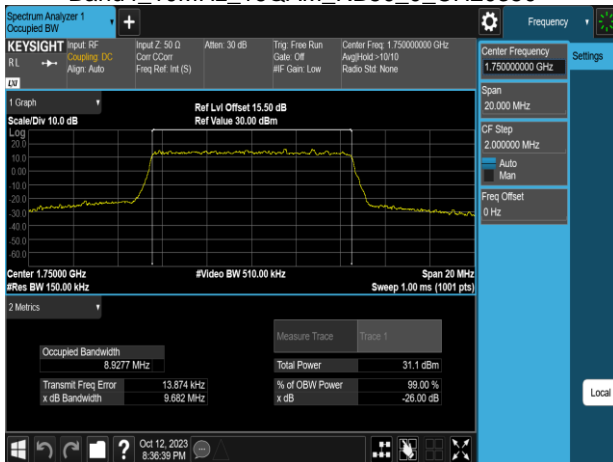 Spectrum Analyzer 1
Occupied BW
Frequency
KEYSIGHT
RL
Input: RF
Coupling: DC
Align: Auto
Input Z: 50 Ω
Corr CCorr
Freq Ref: Int (S)
Atten: 30 dB
Trig: Free Run
Gate: Off
#IF Gain: Low
Center Freq: 1.750000000 GHz
Avg|Hold:>10/10
Radio Std: None
LXI
Center Frequency
1.750000000 GHz
Settings
Span
20.000 MHz
CF Step
2.000000 MHz
Auto
Man
Freq Offset
0 Hz
1 Graph
Scale/Div 10.0 dB
Ref Lvl Offset 15.50 dB
Ref Value 30.00 dBm
Log
20.0
10.0
0.00
-10.0
-20.0
-30.0
-40.0
-50.0
-60.0
Center 1.75000 GHz
#Video BW 510.00 kHz
Span 20 MHz
#Res BW 150.00 kHz
Sweep 1.00 ms (1001 pts)
2 Metrics
Measure Trace
Trace 1
Occupied Bandwidth
8.9277 MHz
Total Power
31.1 dBm
Transmit Freq Error
13.874 kHz
% of OBW Power
99.00 %
x dB Bandwidth
9.682 MHz
x dB
-26.00 dB
Local
?
Oct 12, 2023
8:36:39 PM